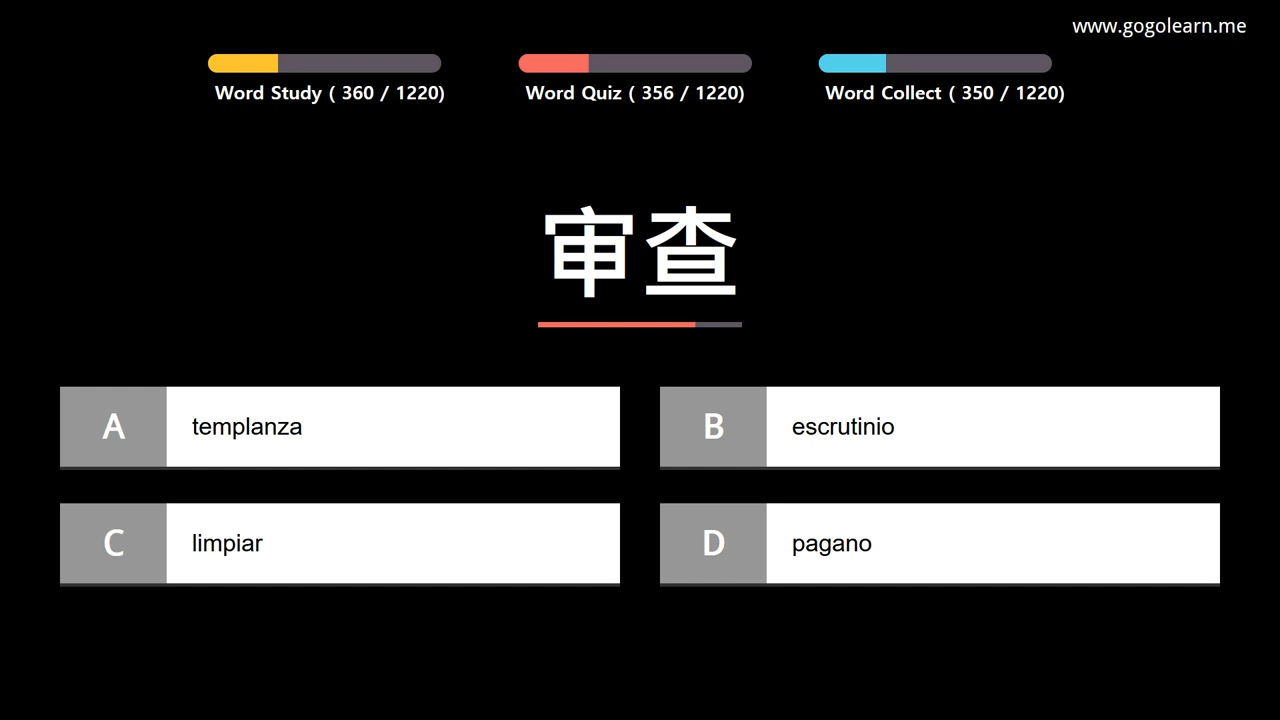 www.gogolearn.me
Word Study ( 360 / 1220)
Word Quiz ( 356 / 1220)
Word Collect ( 350 / 1220)
审查
A templanza
B escrutinio
C limpiar
D pagano